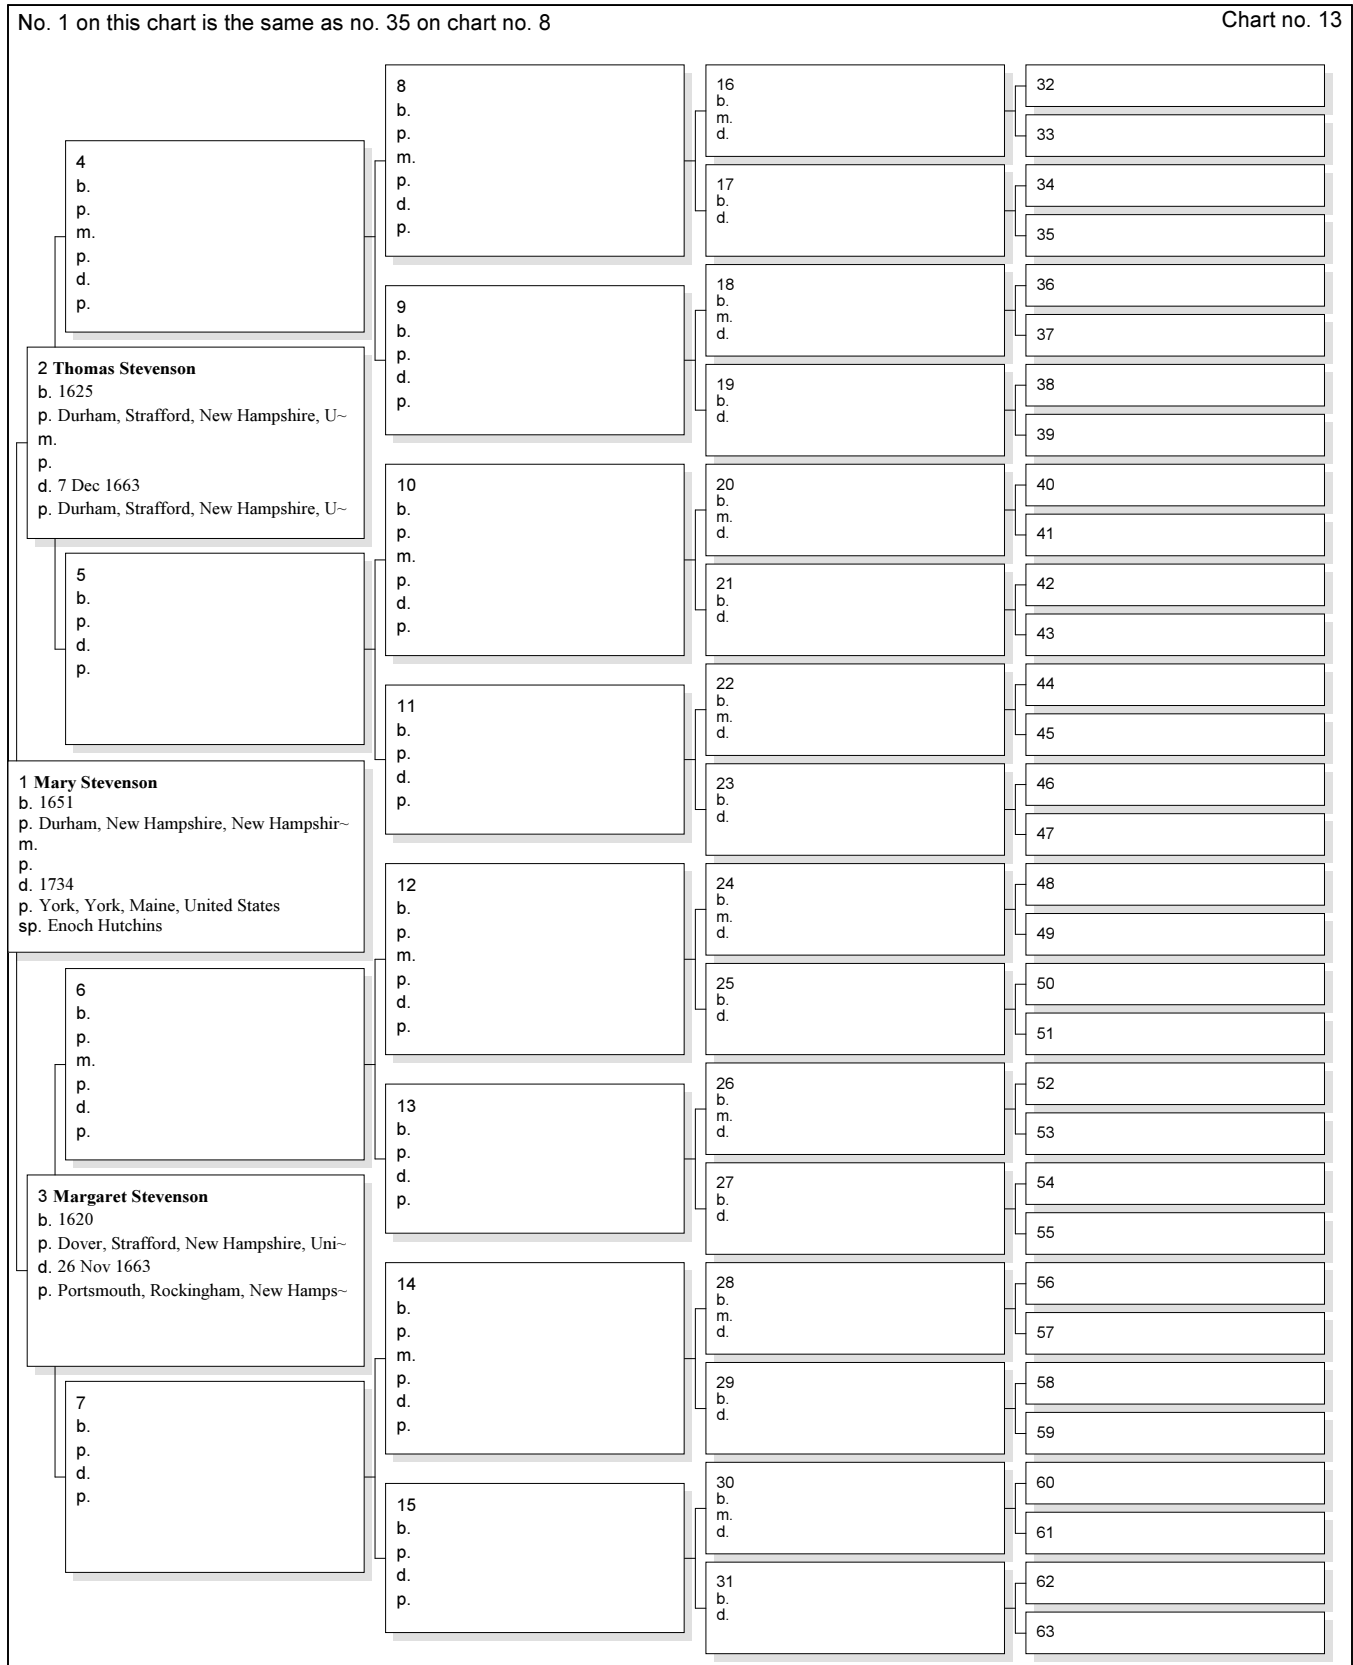 No. 1 on this chart is the same as no. 35 on chart no. 8
Chart no. 13
4
b.
p.
m.
p.
d.
p.
2 Thomas Stevenson
b. 1625
p. Durham, Strafford, New Hampshire, U~
m.
p.
d. 7 Dec 1663
p. Durham, Strafford, New Hampshire, U~
5
b.
p.
d.
p.
1 Mary Stevenson
b. 1651
p. Durham, New Hampshire, New Hampshir~
m.
p.
d. 1734
p. York, York, Maine, United States
sp. Enoch Hutchins
6
b.
p.
m.
p.
d.
p.
3 Margaret Stevenson
b. 1620
p. Dover, Strafford, New Hampshire, Uni~
d. 26 Nov 1663
p. Portsmouth, Rockingham, New Hamps~
7
b.
p.
d.
p.
8
b.
p.
m.
p.
d.
p.
9
b.
p.
d.
p.
10
b.
p.
m.
p.
d.
p.
11
b.
p.
d.
p.
12
b.
p.
m.
p.
d.
p.
13
b.
p.
d.
p.
14
b.
p.
m.
p.
d.
p.
15
b.
p.
d.
p.
16
b.
m.
d.
17
b.
d.
18
b.
m.
d.
19
b.
d.
20
b.
m.
d.
21
b.
d.
22
b.
m.
d.
23
b.
d.
24
b.
m.
d.
25
b.
d.
26
b.
m.
d.
27
b.
d.
28
b.
m.
d.
29
b.
d.
30
b.
m.
d.
31
b.
d.
32
33
34
35
36
37
38
39
40
41
42
43
44
45
46
47
48
49
50
51
52
53
54
55
56
57
58
59
60
61
62
63